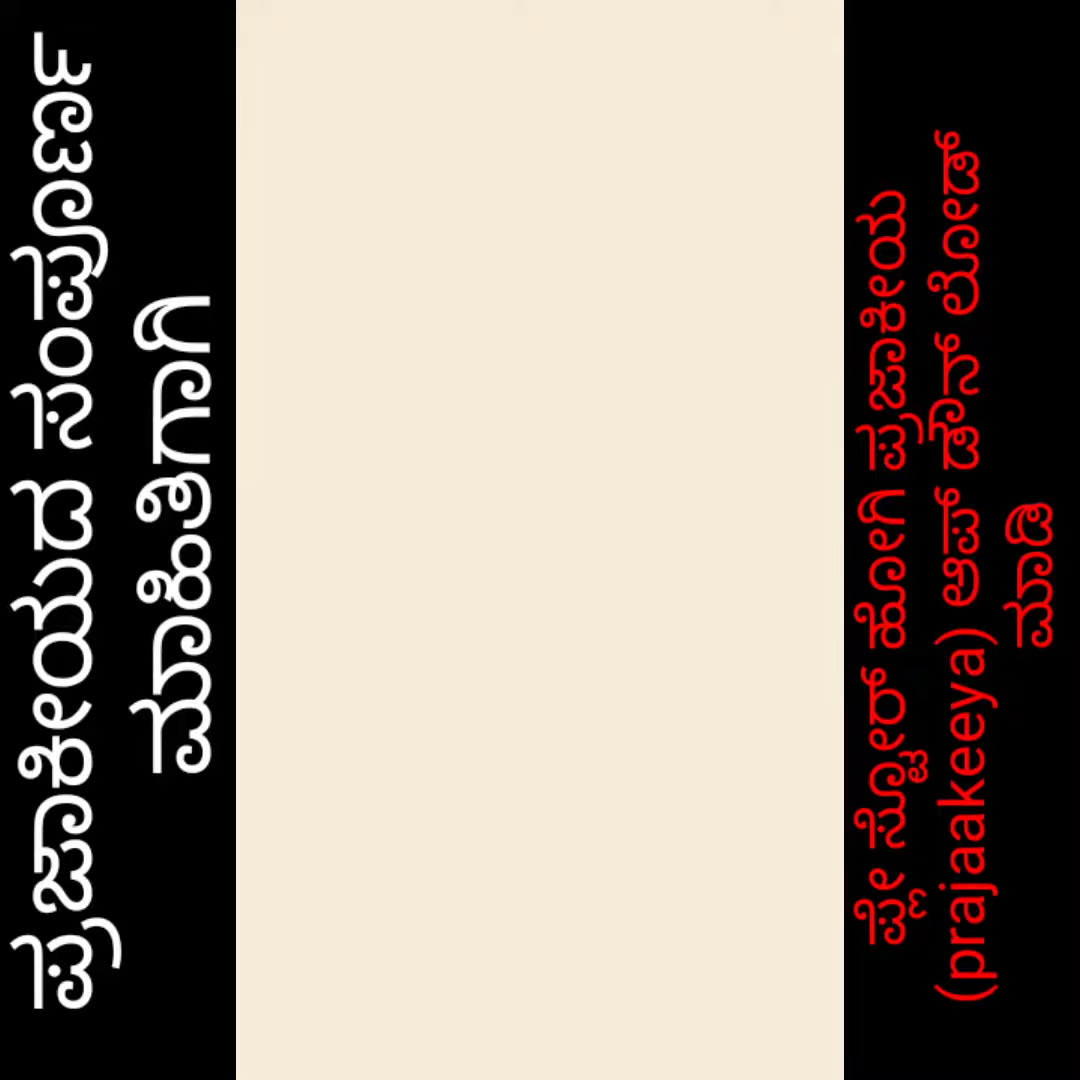 ಪ್ರಜಾಕೀಯದ ಸಂಪೂರ್ಣ
ಮಾಹಿತಿಗಾಗಿ
ಪ್ಲೇ ಸ್ಟೋರ್ ಹೋಗಿ ಪ್ರಜಾಕೀಯ
(prajaakeeya) ಆಪ್ ಡೌನ್ ಲೋಡ್
ಮಾಡಿ